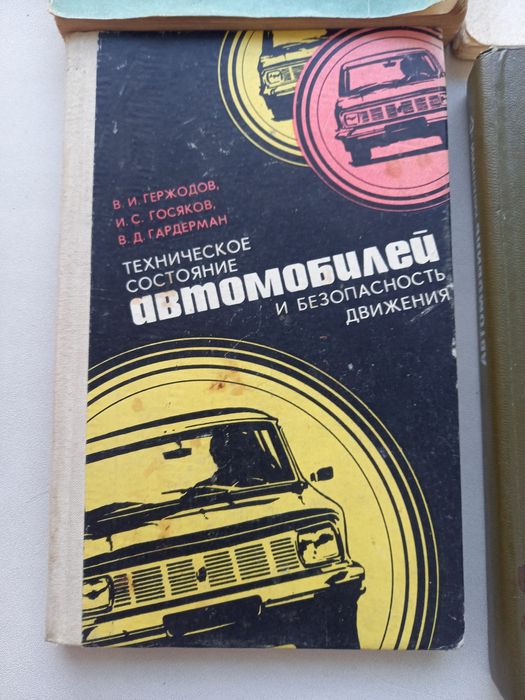 В. И. ГЕРЖОДОВ,
И. С. ГОСЯКОВ,
В. Д. ГАРДЕРМАН
ТЕХНИЧЕСКОЕ
СОСТОЯНИЕ
автомобилей
И БЕЗОПАСНОСТЬ
ДВИЖЕНИЯ